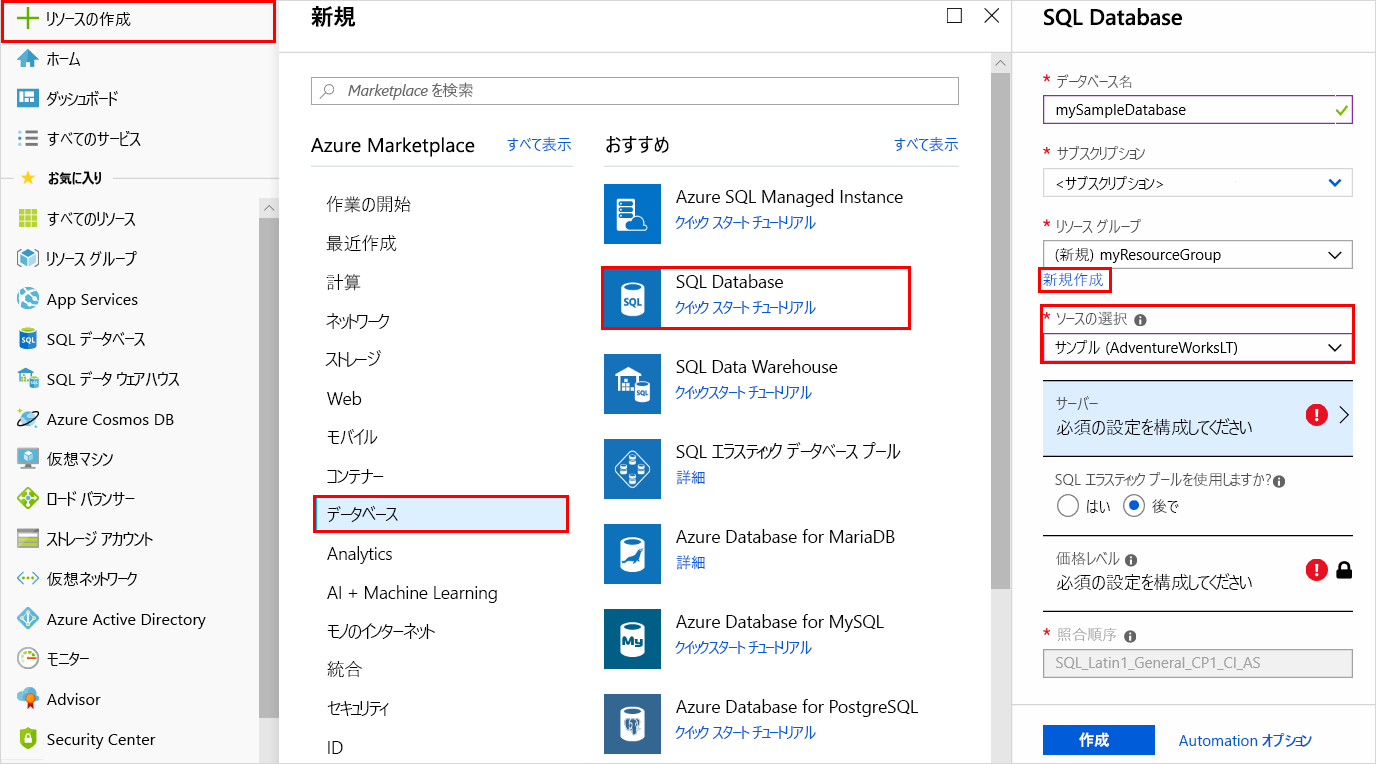 リソースの作成
ホーム
ダッシュボード
すべてのサービス
お気に入り
すべてのリソース
リソース グループ
App Services
SQL データベース
SQL データ ウェアハウス
Azure Cosmos DB
仮想マシン
ロード バランサー
ストレージ アカウント
仮想ネットワーク
Azure Active Directory
モニター
Advisor
Security Center
新規
Marketplace を検索
Azure Marketplace すべて表示
作業の開始
最近作成
計算
ネットワーク
ストレージ
Web
モバイル
コンテナー
データベース
Analytics
AI + Machine Learning
モノのインターネット
統合
セキュリティ
ID
おすすめ すべて表示
Azure SQL Managed Instance
クイック スタート チュートリアル
SQL
SQL Database
クイック スタート チュートリアル
SQL Data Warehouse
クイックスタート チュートリアル
SQL エラスティック データベース プール
詳細
Azure Database for MariaDB
詳細
My
Azure Database for MySQL
クイックスタート チュートリアル
Azure Database for PostgreSQL
クイック スタート チュートリアル
SQL Database
* データベース名
mySampleDatabase
* サブスクリプション
<サブスクリプション>
* リソース グループ
(新規) myResourceGroup
新規作成
* ソースの選択
サンプル (AdventureWorksLT)
サーバー
必須の設定を構成してください
SQL エラスティック プールを使用しますか?
はい 後で
価格レベル
必須の設定を構成してください
* 照合順序
SQL_Latin1_General_CP1_CI_AS
作成 Automation オプション